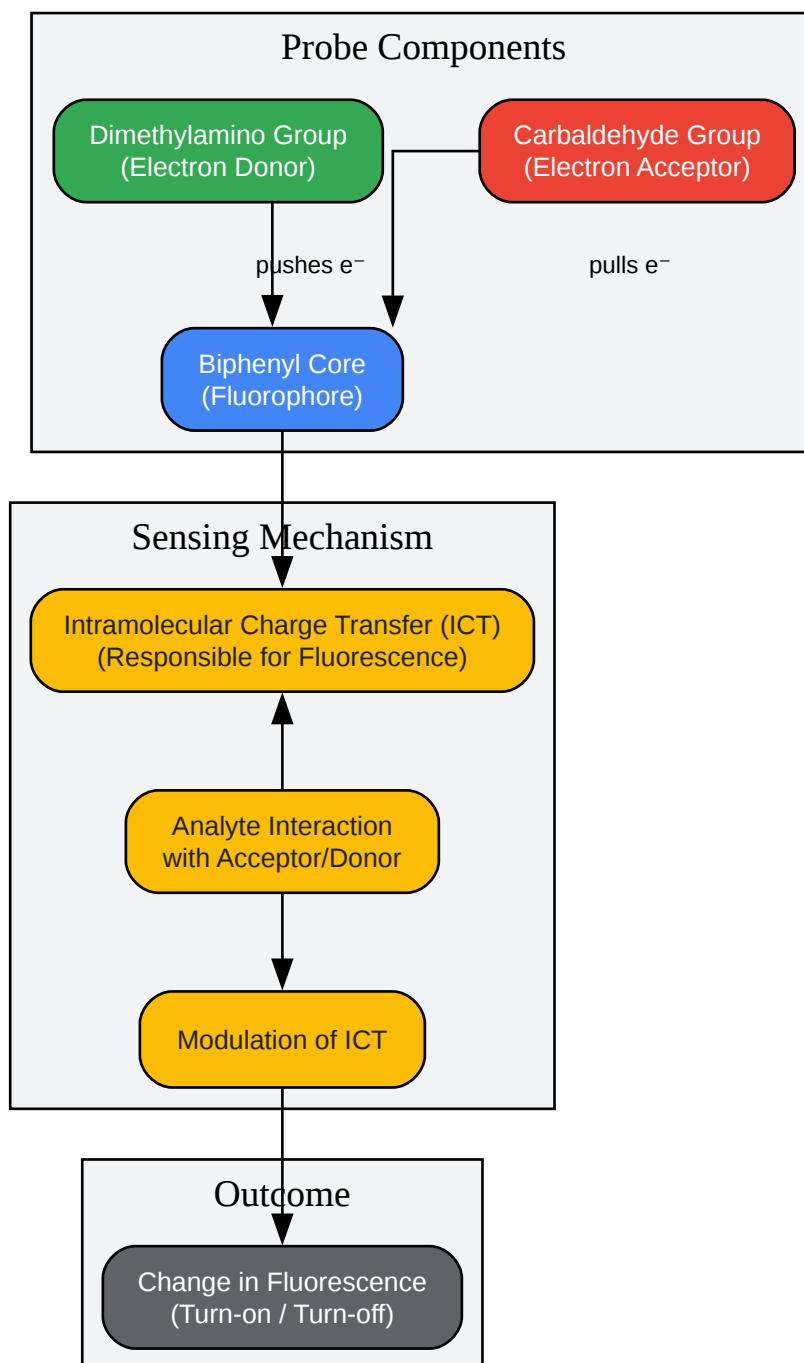 Probe Components
Dimethylamino Group
(Electron Donor)
Carbaldehyde Group
(Electron Acceptor)
pushes e⁻
pulls e⁻
Biphenyl Core
(Fluorophore)
Sensing Mechanism
Intramolecular Charge Transfer (ICT)
(Responsible for Fluorescence)
Analyte Interaction
with Acceptor/Donor
Modulation of ICT
Outcome
Change in Fluorescence
(Turn-on / Turn-off)